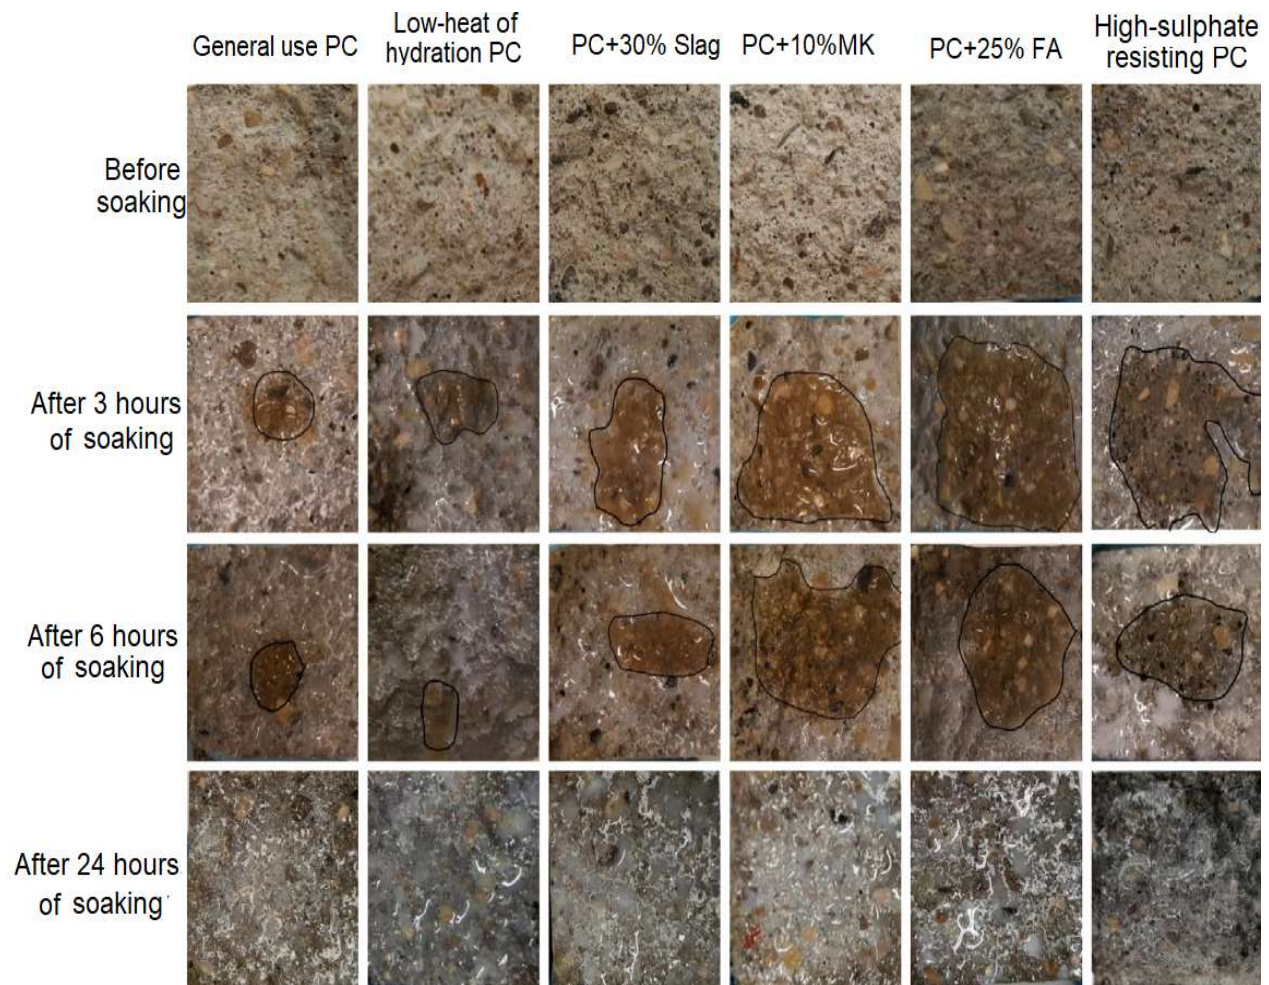 General use PC
Low-heat of
hydration PC
PC+30% Slag
PC+10%MK
PC+25% FA
High-sulphate
resisting PC
Before
soaking
After 3 hours
of soaking
After 6 hours
of soaking
After 24 hours
of soaking